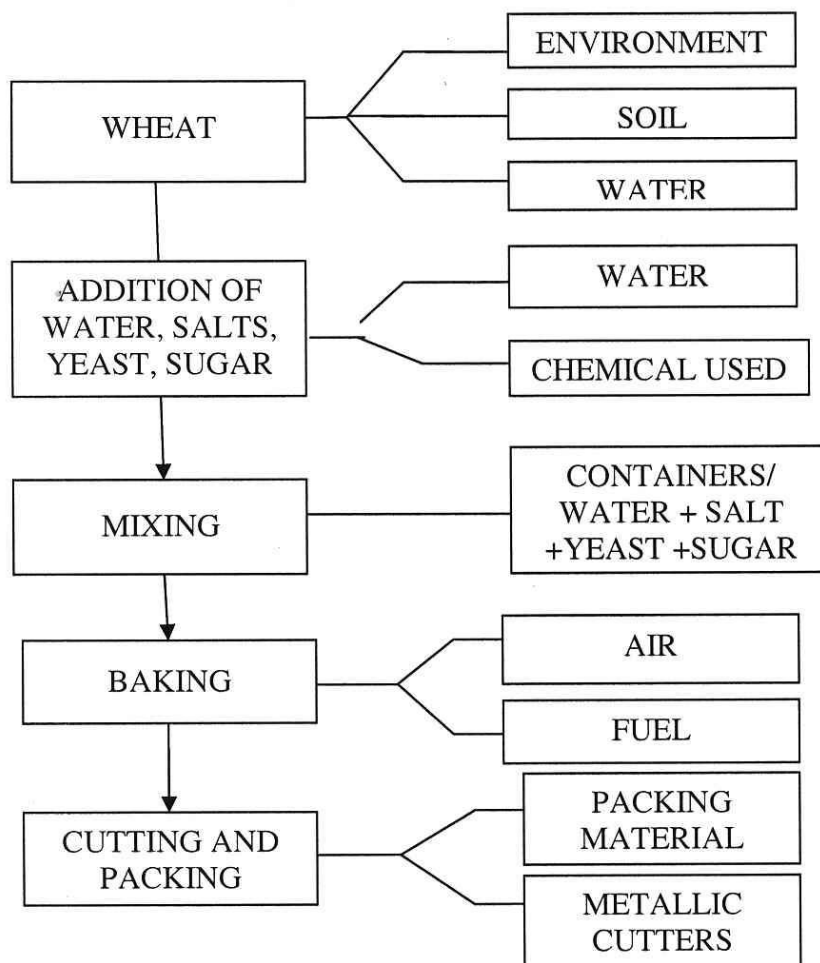 ENVIRONMENT
WHEAT
SOIL
WATER
ADDITION OF
WATER, SALTS,
YEAST, SUGAR
WATER
CHEMICAL USED
MIXING
CONTAINERS/
WATER + SALT
+YEAST +SUGAR
BAKING
AIR
FUEL
CUTTING AND
PACKING
PACKING
MATERIAL
METALLIC
CUTTERS